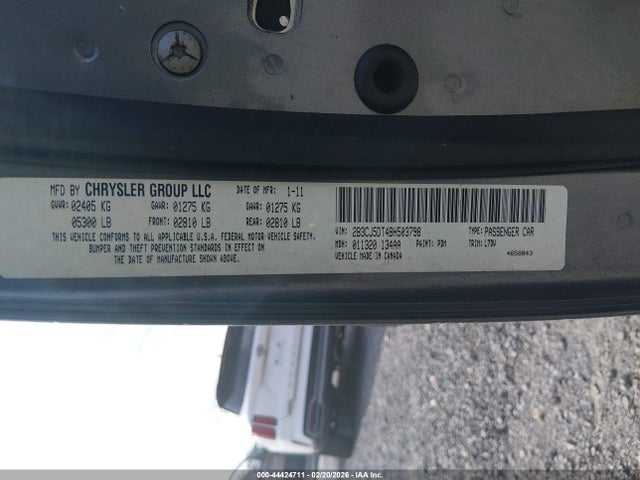 MFD BY CHRYSLER GROUP LLC DATE OF MFR: 1-11
GVWR: 02405 KG GAWR: 01275 KG GAWR: 01275 KG
05300 LB FRONT: 02810 LB REAR: 02810 LB
THIS VEHICLE CONFORMS TO ALL APPLICABLE U.S.A. FEDERAL MOTOR VEHICLE SAFETY,
BUMPER AND THEFT PREVENTION STANDARDS IN EFFECT ON
THE DATE OF MANUFACTURE SHOWN ABOVE.
VIN: 2B3CJ5DT4BH503798 TYPE: PASSENGER CAR
MDH: 011320 134AA PAINT: PDM TRIM: L7DV
VEHICLE MADE IN CANADA 4658843
000-44424711 - 02/20/2026 - COPYRIGHT IAA, LLC.